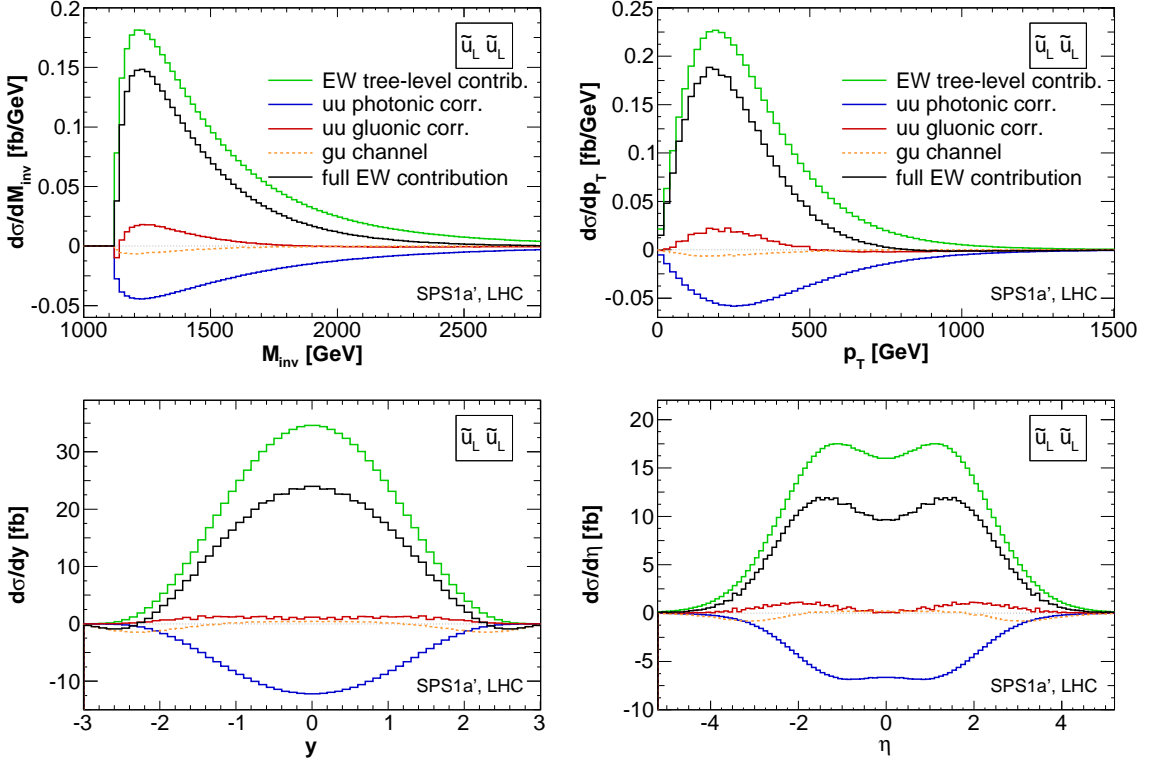 0.2
0.15
0.1
0.05
0
-0.05
1000 1500 2000 2500
dσ/dM_inv [fb/GeV]
M_inv [GeV]
ũ_L ũ_L
EW tree-level contrib.
uu photonic corr.
uu gluonic corr.
gu channel
full EW contribution
SPS1a', LHC
0.25
0.2
0.15
0.1
0.05
0
-0.05
0 500 1000 1500
dσ/dp_T [fb/GeV]
p_T [GeV]
ũ_L ũ_L
EW tree-level contrib.
uu photonic corr.
uu gluonic corr.
gu channel
full EW contribution
SPS1a', LHC
30
20
10
0
-10
-3 -2 -1 0 1 2 3
dσ/dy [fb]
y
ũ_L ũ_L
SPS1a', LHC
20
15
10
5
0
-5
-10
-4 -2 0 2 4
dσ/dη [fb]
η
ũ_L ũ_L
SPS1a', LHC